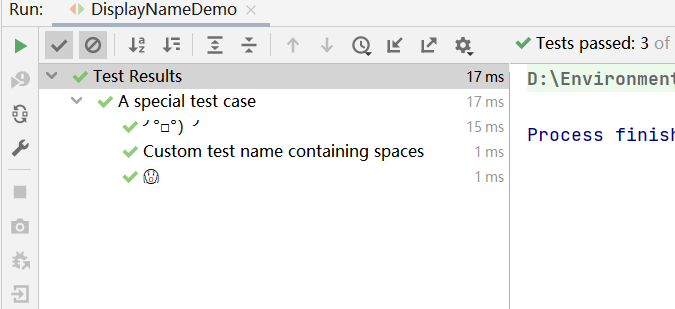 Run: DisplayNameDemo
Tests passed: 3 of
Test Results 17 ms
A special test case 17 ms
╯°□°）╯ 15 ms
Custom test name containing spaces 1 ms
😱 1 ms
D:\Environment
Process finish